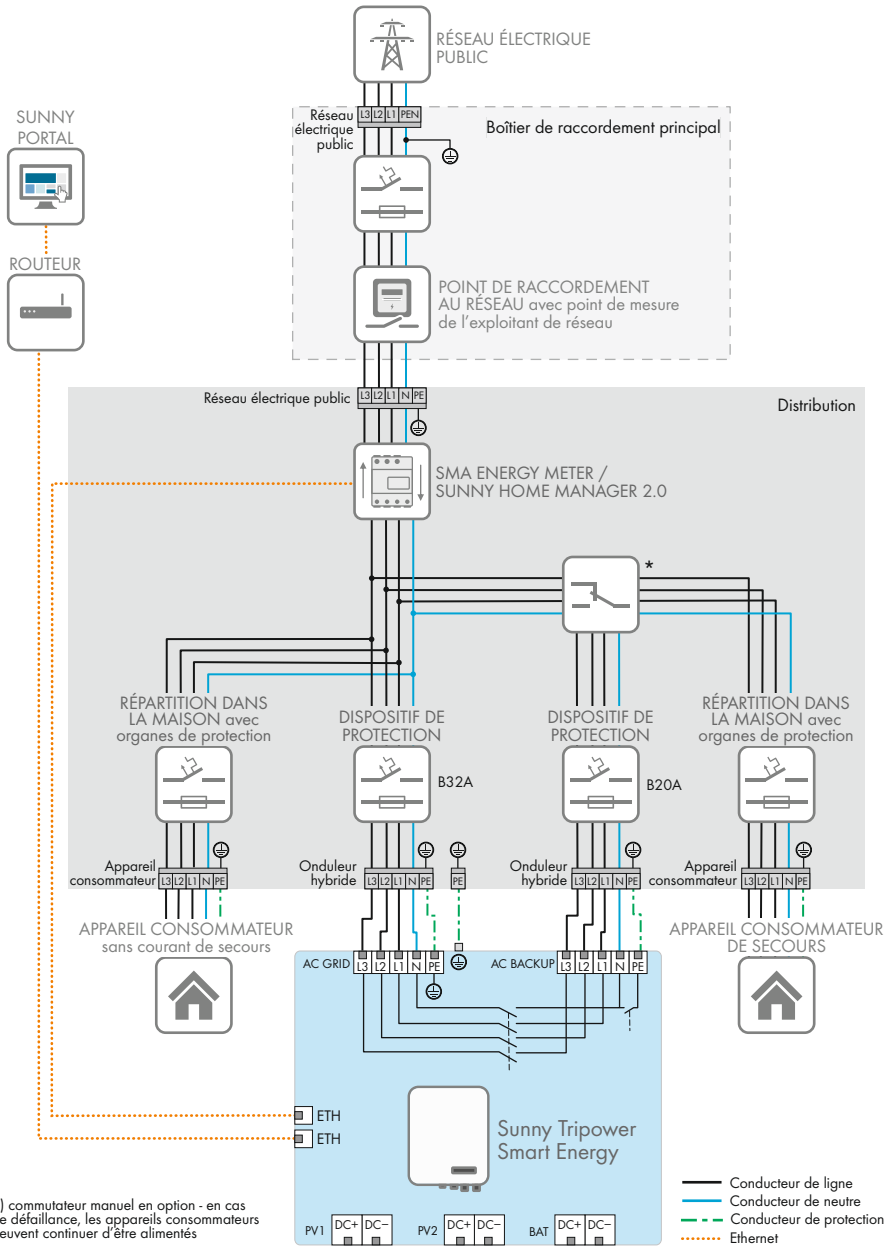 RÉSEAU ÉLECTRIQUE
PUBLIC
SUNNY
PORTAL
Réseau
électrique
public
L3 L2 L1 PEN
Boîtier de raccordement principal
ROUTEUR
POINT DE RACCORDEMENT
AU RÉSEAU avec point de mesure
de l'exploitant de réseau
Réseau électrique public
L3 L2 L1 N PE
Distribution
SMA ENERGY METER /
SUNNY HOME MANAGER 2.0
*
RÉPARTITION DANS
LA MAISON avec
organes de protection
DISPOSITIF DE
PROTECTION
DISPOSITIF DE
PROTECTION
RÉPARTITION DANS
LA MAISON avec
organes de protection
B32A
B20A
Appareil
consommateur
L3 L2 L1 N PE
Onduleur
hybride
L3 L2 L1 N PE
PE
Onduleur
hybride
L3 L2 L1 N PE
Appareil
consommateur
L3 L2 L1 N PE
APPAREIL CONSOMMATEUR
sans courant de secours
APPAREIL CONSOMMATEUR
DE SECOURS
AC GRID
L3 L2 L1 N PE
AC BACKUP
L3 L2 L1 N PE
ETH
ETH
Sunny Tripower
Smart Energy
PV1 DC+ DC−
PV2 DC+ DC−
BAT DC+ DC−
) commutateur manuel en option - en cas
e défaillance, les appareils consommateurs
euvent continuer d'être alimentés
Conducteur de ligne
Conducteur de neutre
Conducteur de protection
Ethernet